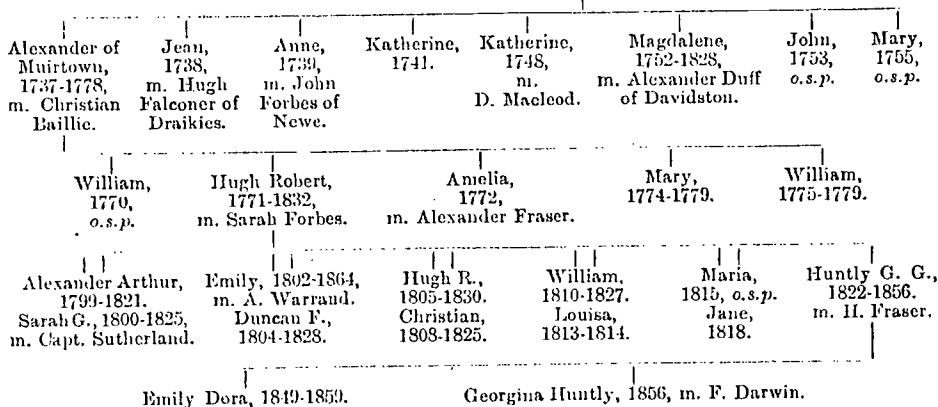 Alexander of
Muirtown,
1737-1778,
m. Christian
Baillie.
Jean,
1738,
m. Hugh
Falconer of
Draikies.
Anne,
1739,
m. John
Forbes of
Newe.
Katherine,
1741.
Katherine,
1748,
m.
D. Macleod.
Magdalene,
1752-1828,
m. Alexander Duff
of Davidston.
John,
1753,
o.s.p.
Mary,
1755,
o.s.p.
William,
1770,
o.s.p.
Hugh Robert,
1771-1832,
m. Sarah Forbes.
Amelia,
1772,
m. Alexander Fraser.
Mary,
1774-1779.
William,
1775-1779.
Alexander Arthur,
1799-1821.
Sarah G., 1800-1825,
m. Capt. Sutherland.
Emily, 1802-1864,
m. A. Warrand.
Duncan F.,
1804-1828.
Hugh R.,
1805-1830.
Christian,
1808-1825.
William,
1810-1827.
Louisa,
1813-1814.
Maria,
1815, o.s.p.
Jane,
1818.
Huntly G. G.,
1822-1856.
m. H. Fraser.
Emily Dora, 1849-1859.
Georgina Huntly, 1856, m. F. Darwin.